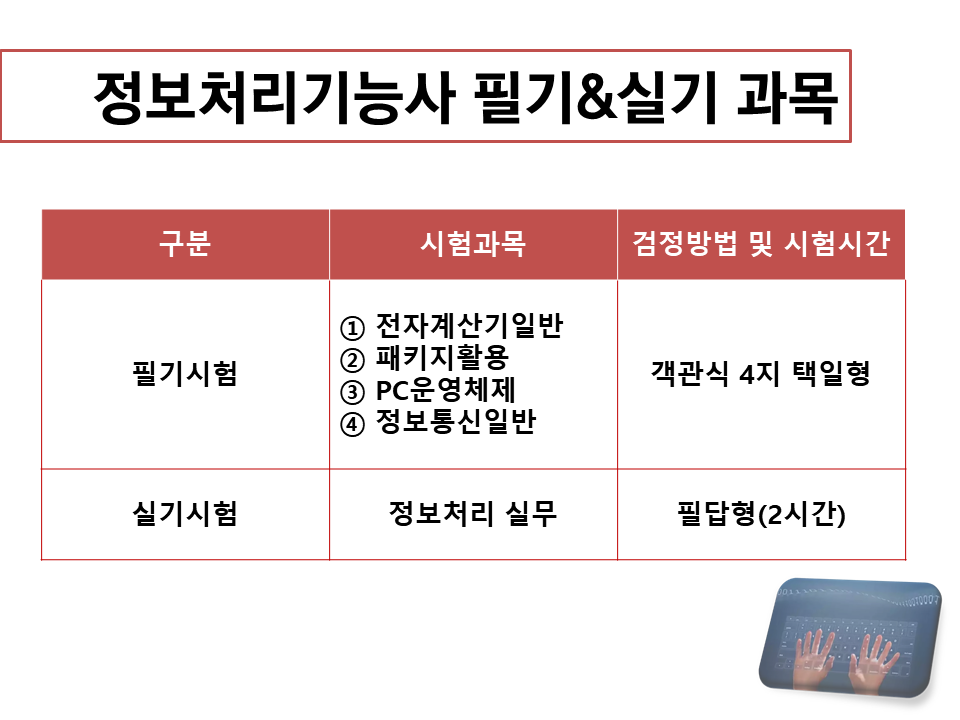 정보처리기능사 필기&실기 과목
구분 시험과목 검정방법 및 시험시간
필기시험
① 전자계산기일반
② 패키지활용
③ PC운영체제
④ 정보통신일반
객관식 4지 택일형
실기시험 정보처리 실무 필답형(2시간)